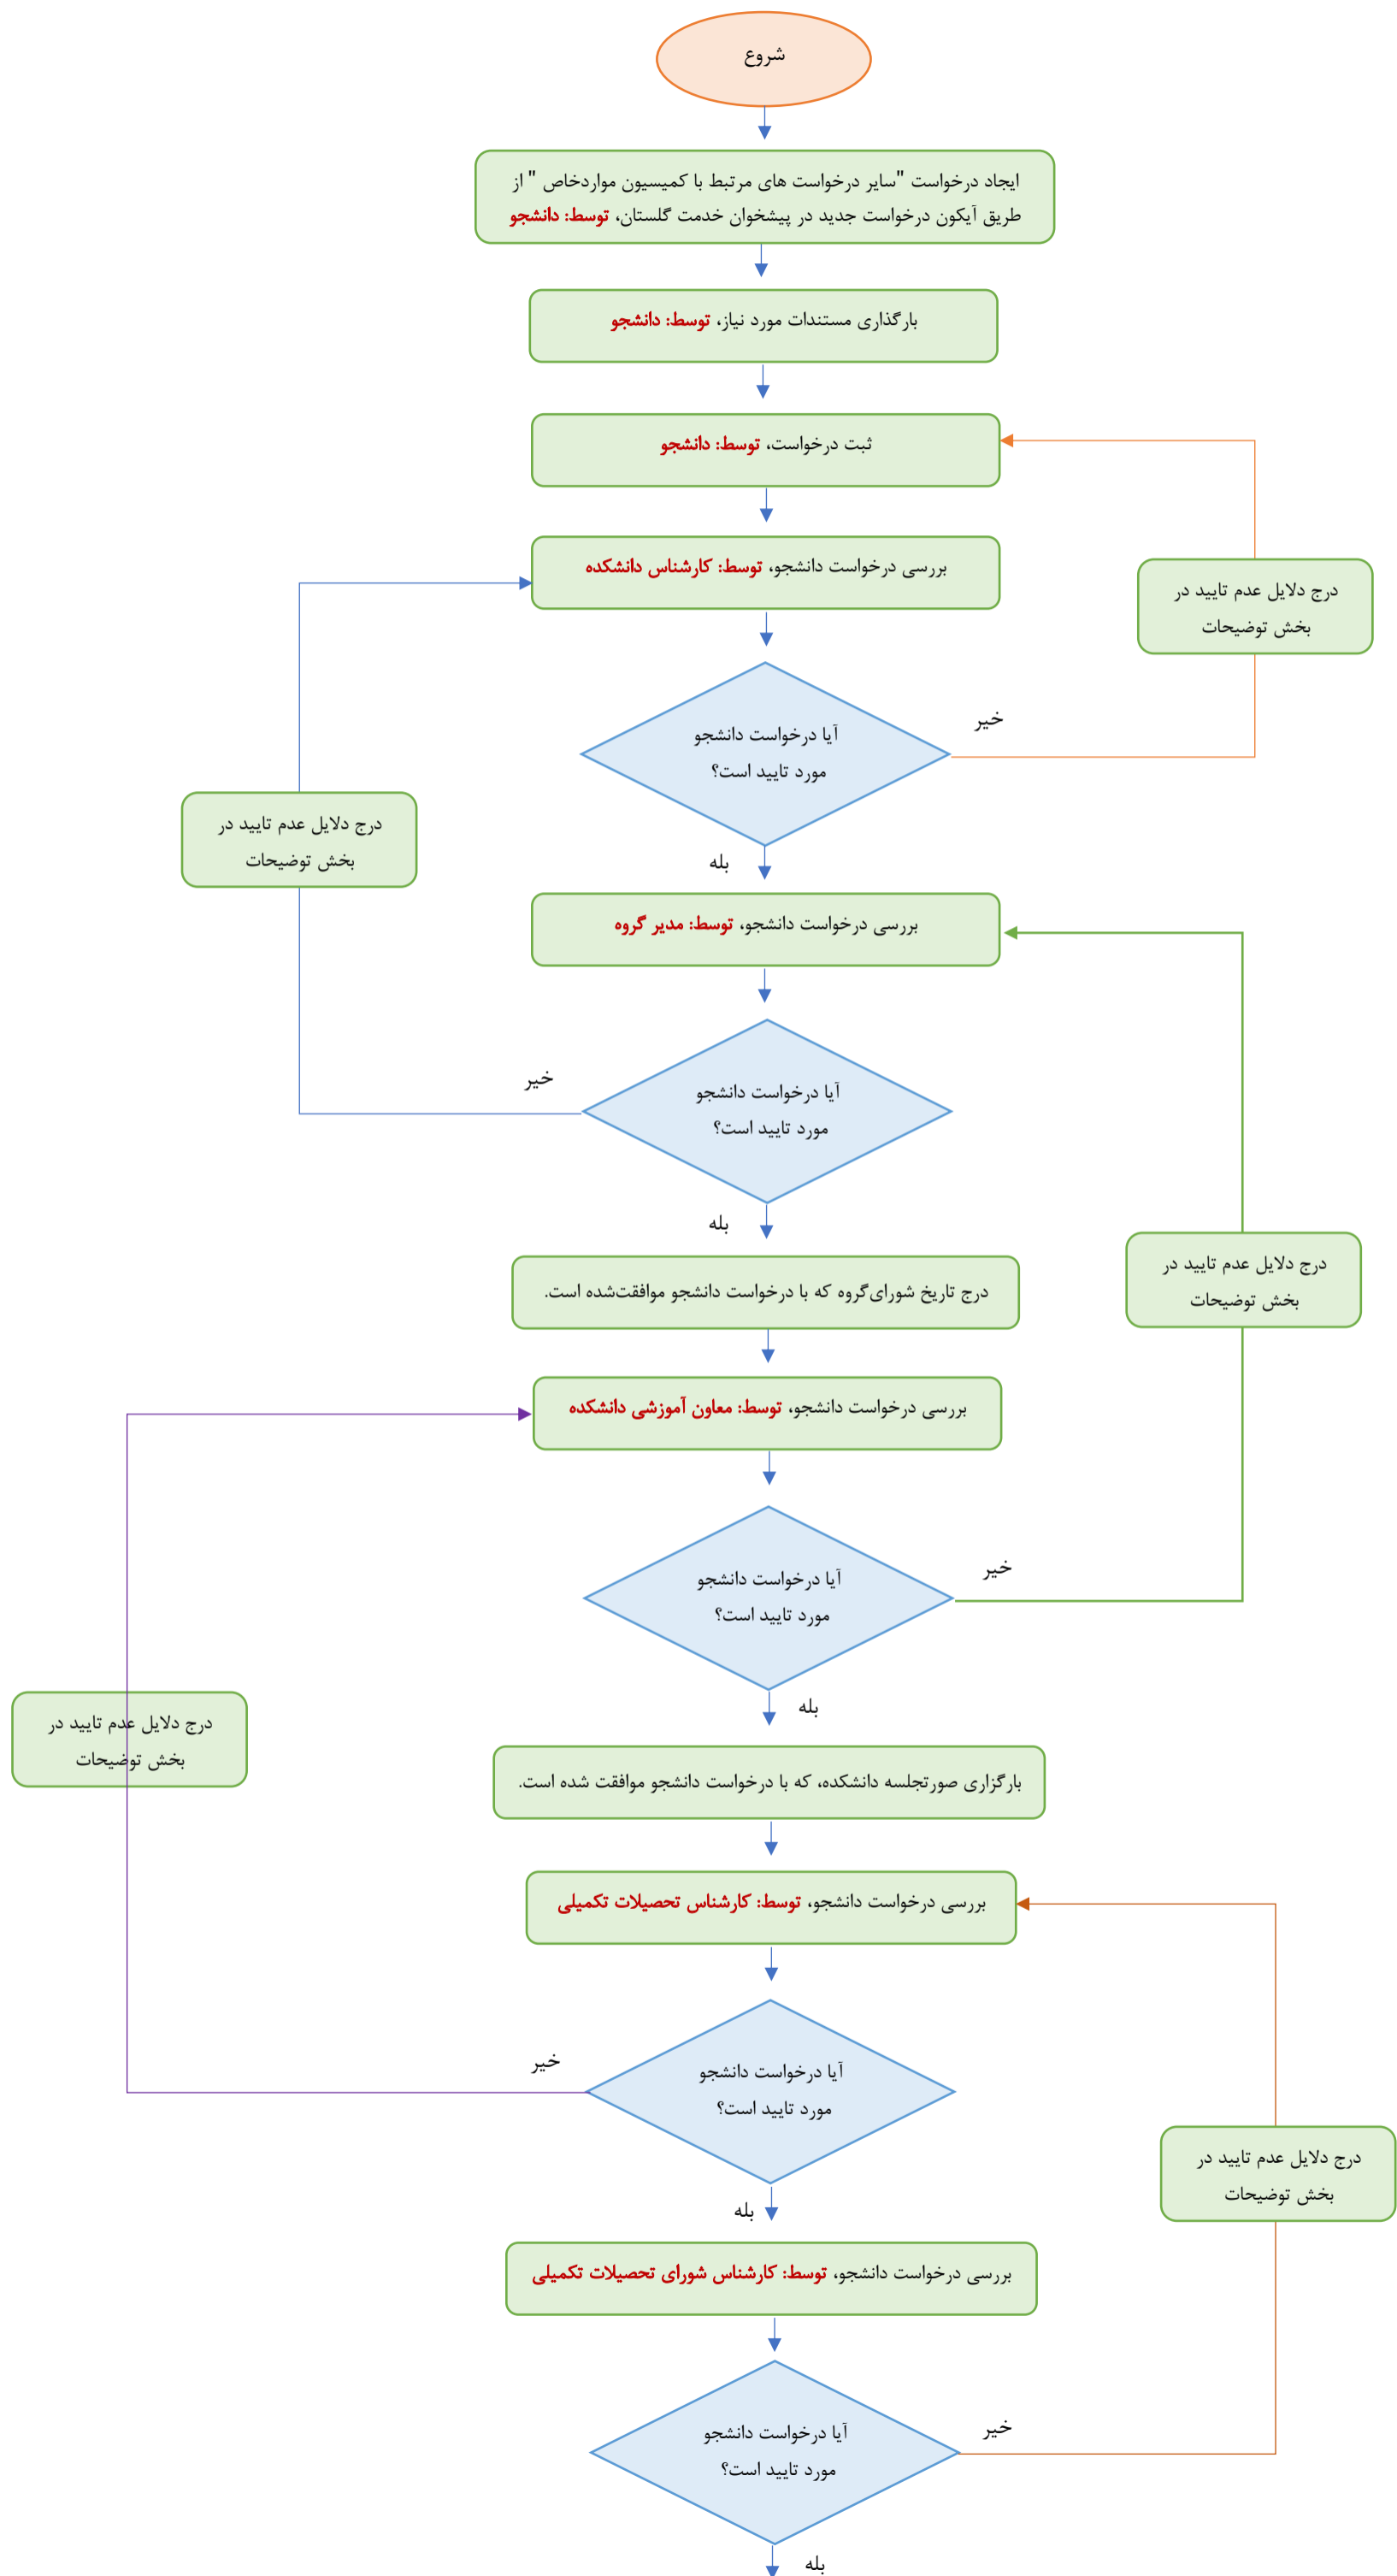 شروع
ایجاد درخواست "سایر درخواست های مرتبط با کمیسیون مواردخاص " از
طریق آیکون درخواست جدید در پیشخوان خدمت گلستان، توسط: دانشجو
بارگذاری مستندات مورد نیاز، توسط: دانشجو
ثبت درخواست، توسط: دانشجو
بررسی درخواست دانشجو، توسط: کارشناس دانشکده
درج دلایل عدم تایید در
بخش توضیحات
خیر
آیا درخواست دانشجو
مورد تایید است؟
درج دلایل عدم تایید در
بخش توضیحات
بله
بررسی درخواست دانشجو، توسط: مدیر گروه
خیر
آیا درخواست دانشجو
مورد تایید است؟
بله
درج دلایل عدم تایید در
بخش توضیحات
درج تاریخ شورای‌گروه که با درخواست دانشجو موافقت‌شده است.
بررسی درخواست دانشجو، توسط: معاون آموزشی دانشکده
خیر
آیا درخواست دانشجو
مورد تایید است؟
بله
درج دلایل عدم تایید در
بخش توضیحات
بارگزاری صورتجلسه دانشکده، که با درخواست دانشجو موافقت شده است.
بررسی درخواست دانشجو، توسط: کارشناس تحصیلات تکمیلی
خیر
آیا درخواست دانشجو
مورد تایید است؟
درج دلایل عدم تایید در
بخش توضیحات
بله
بررسی درخواست دانشجو، توسط: کارشناس شورای تحصیلات تکمیلی
خیر
آیا درخواست دانشجو
مورد تایید است؟
بله